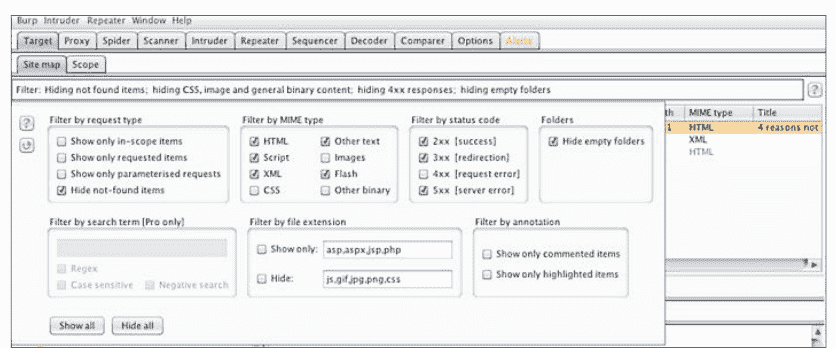 Burp Intruder Repeater Window Help
Target Proxy Spider Scanner Intruder Repeater Sequencer Decoder Comparer Options Alerts
Site map Scope
Filter: Hiding not found items; hiding CSS, image and general binary content; hiding 4xx responses; hiding empty folders ?
th MIME type Title
1 HTML 4 reasons not
XML
HTML
?
Filter by request type
Show only in-scope items
Show only requested items
Show only parameterised requests
Hide not-found items
Filter by MIME type
HTML Other text
Script Images
XML Flash
CSS Other binary
Filter by status code
2xx [success]
3xx [redirection]
4xx [request error]
5xx [server error]
Folders
Hide empty folders
Filter by search term [Pro only]
Regex
Case sensitive Negative search
Filter by file extension
Show only: asp,aspx,jsp,php
Hide: js,gif,jpg,png,css
Filter by annotation
Show only commented items
Show only highlighted items
Show all Hide all